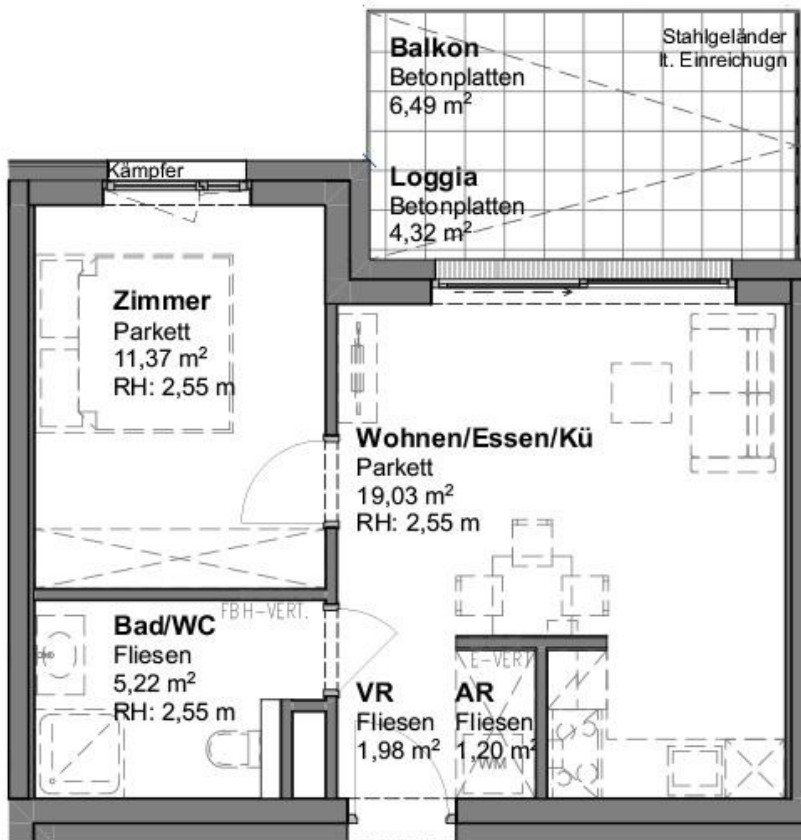 Balkon
Betonplatten
6,49 m²
Stahlgeländer
lt. Einreichugn
Kämpfer
Loggia
Betonplatten
4,32 m²
Zimmer
Parkett
11,37 m²
RH: 2,55 m
Wohnen/Essen/Kü
Parkett
19,03 m²
RH: 2,55 m
FBH-VERT.
Bad/WC
Fliesen
5,22 m²
RH: 2,55 m
VR
Fliesen
1,98 m²
E-VERT
AR
Fliesen
1,20 m²
WM